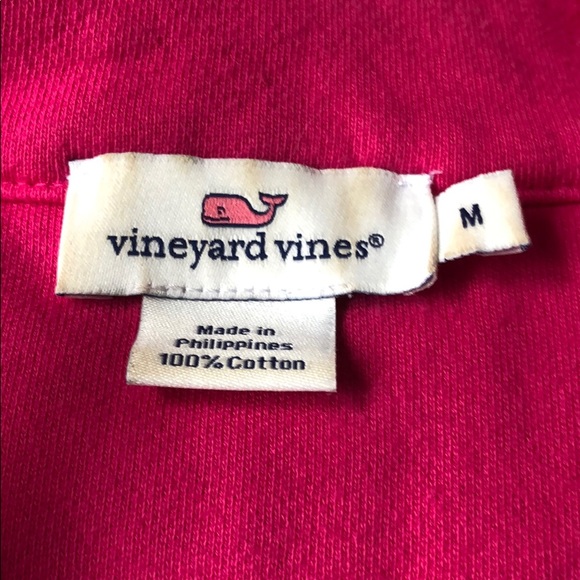 vineyard vines®
M
Made in
Philippines
100% Cotton